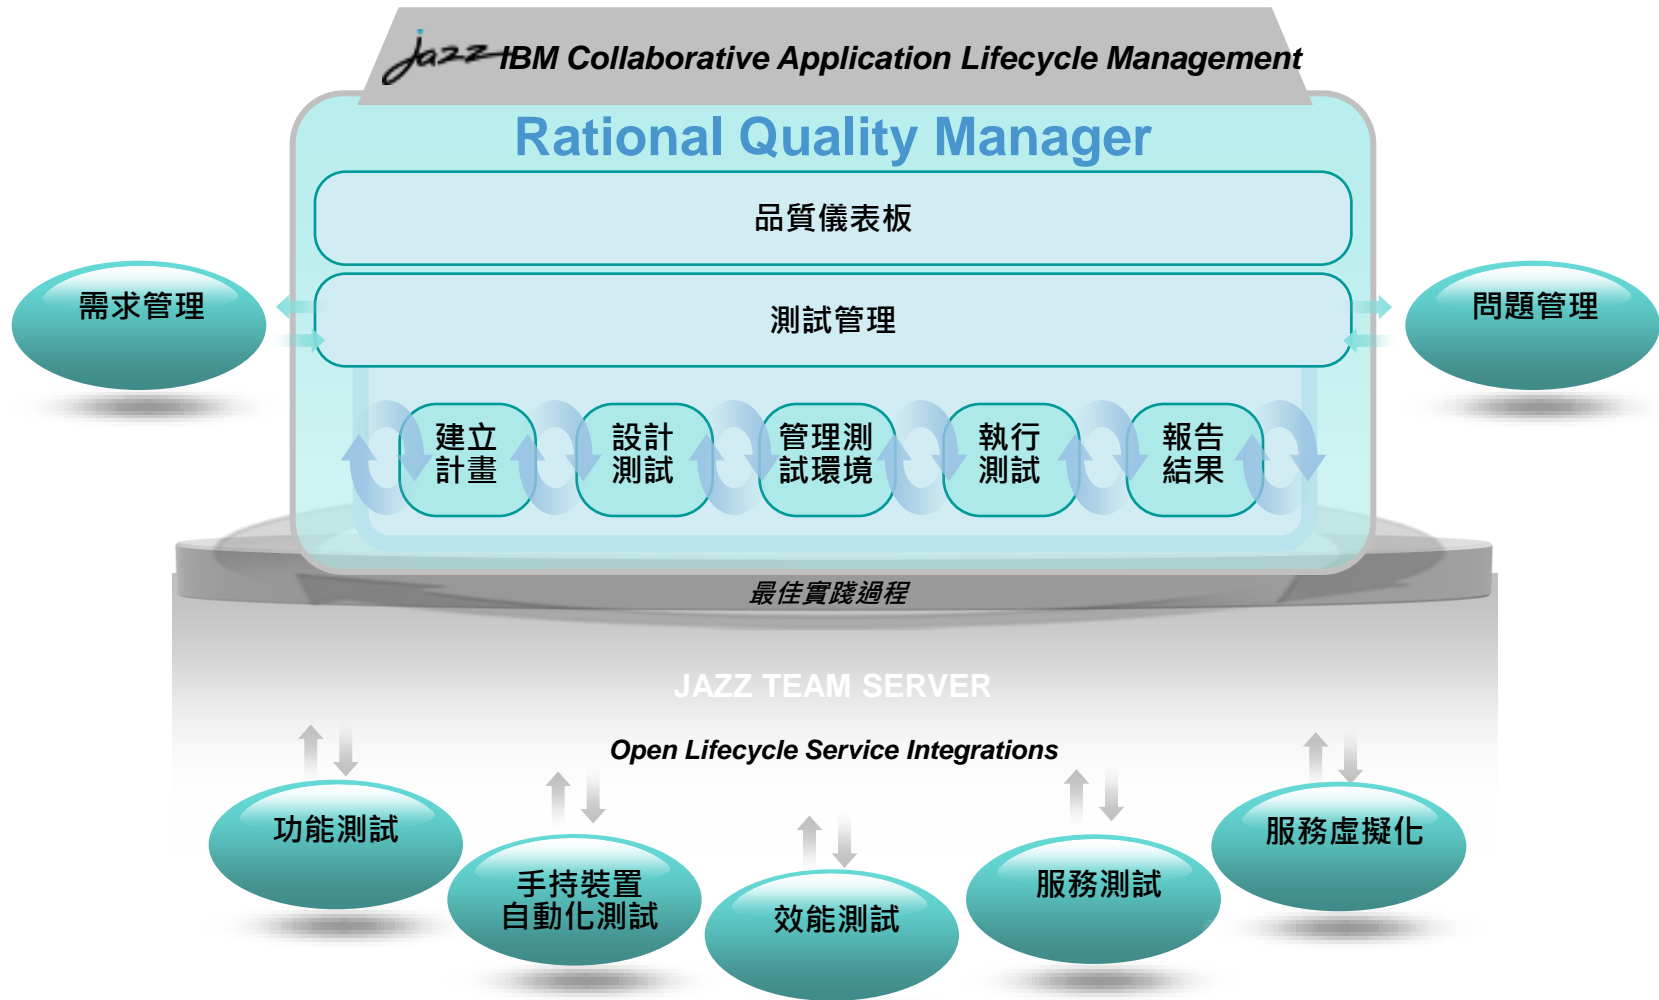 jazz IBM Collaborative Application Lifecycle Management
Rational Quality Manager
品質儀表板
需求管理
測試管理
問題管理
建立
計畫
設計
測試
管理測
試環境
執行
測試
報告
結果
最佳實踐過程
JAZZ TEAM SERVER
Open Lifecycle Service Integrations
功能測試
手持裝置
自動化測試
效能測試
服務測試
服務虛擬化